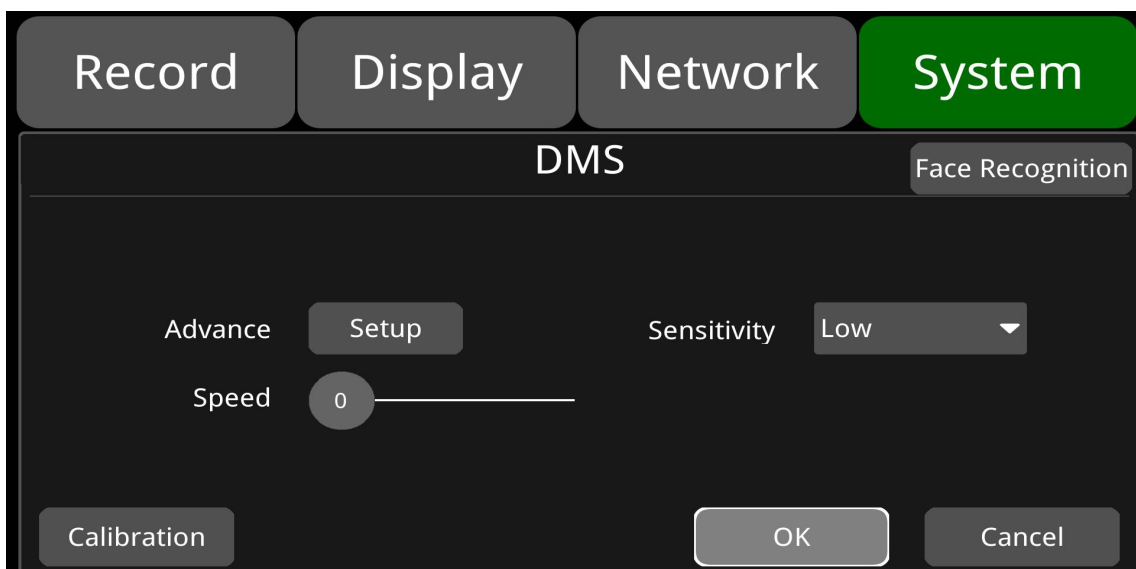 Record Display Network System
DMS
Face Recognition
Advance Setup Sensitivity Low
Speed 0
Calibration OK Cancel